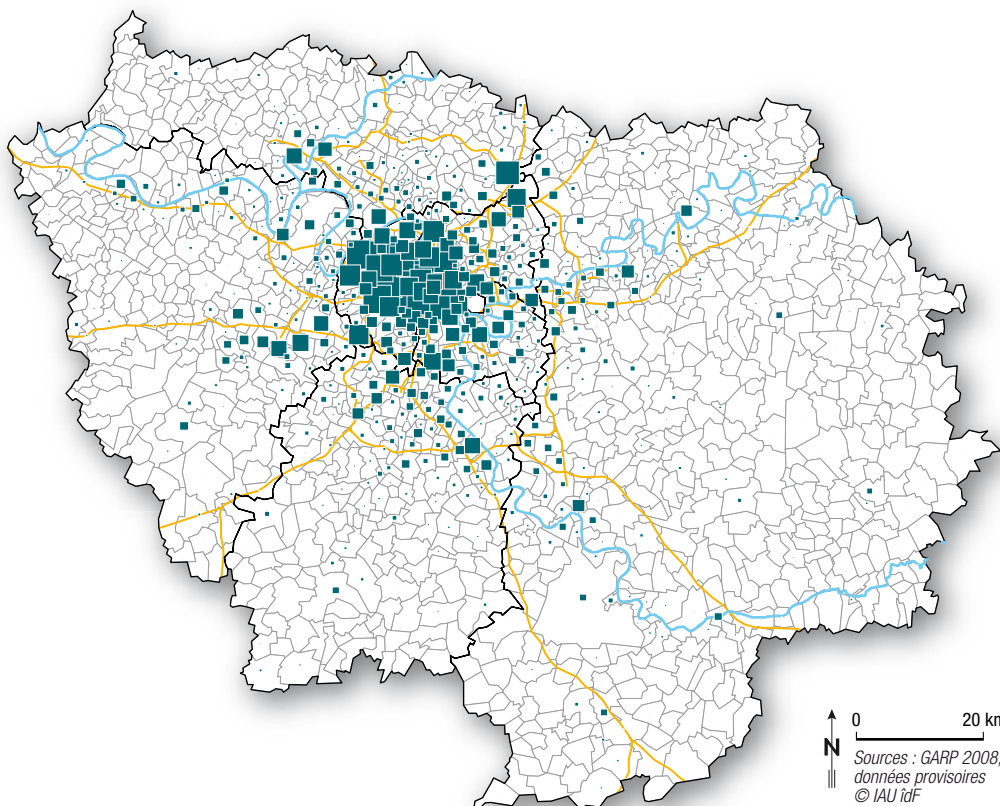 0 20 km
N
Sources : GARP 2008,
données provisoires
© IAU îdF